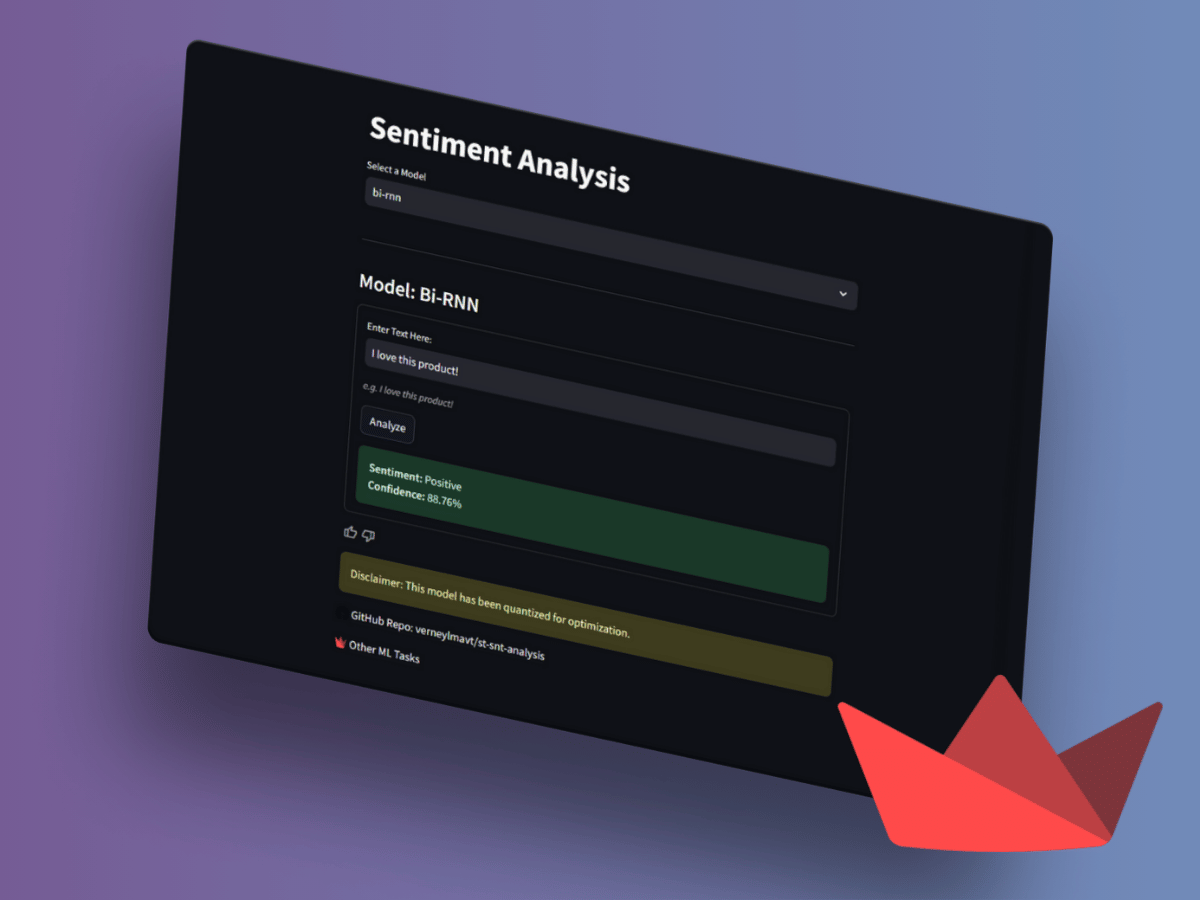 Sentiment Analysis
Select a Model
bi-rnn
Model: Bi-RNN
Enter Text Here:
I love this product!
e.g. I love this product!
Analyze
Sentiment: Positive
Confidence: 88.76%
Disclaimer: This model has been quantized for optimization.
GitHub Repo: verneylmavt/st-snt-analysis
Other ML Tasks